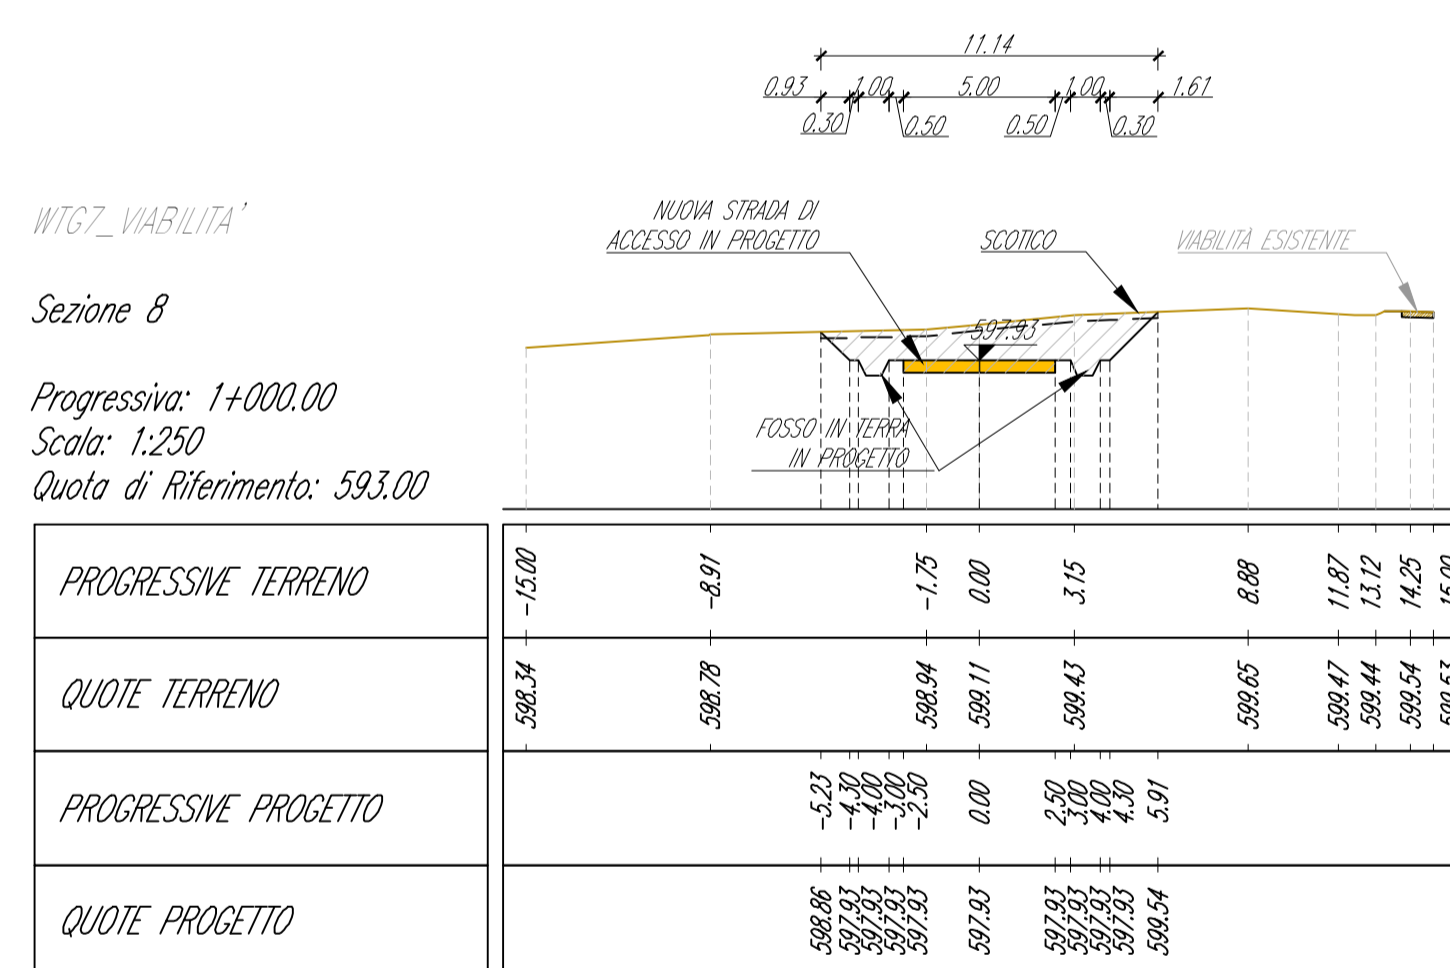 11.14
0.93 1.00 5.00 1.00 1.61
0.30 0.50 0.50 0.30
WTG7_VIABILITA'
NUOVA STRADA DI
ACCESSO IN PROGETTO
SCOTICO
VIABILITÀ ESISTENTE
Sezione 8
597.93
Progressiva: 1+000.00
Scala: 1:250
Quota di Riferimento: 593.00
FOSSO IN TERRA
IN PROGETTO
PROGRESSIVE TERRENO -15.00 -8.91 -1.75 0.00 3.15 8.88 11.87 13.12 14.25
QUOTE TERRENO 598.34 598.78 598.94 599.11 599.43 599.65 599.47 599.44 599.54
PROGRESSIVE PROGETTO -5.23 -4.30 -4.00 -3.00 -2.50 0.00 2.50 3.00 4.00 4.30 5.91
QUOTE PROGETTO 598.86 597.93 597.93 597.93 597.93 597.93 597.93 597.93 597.93 597.93 599.54